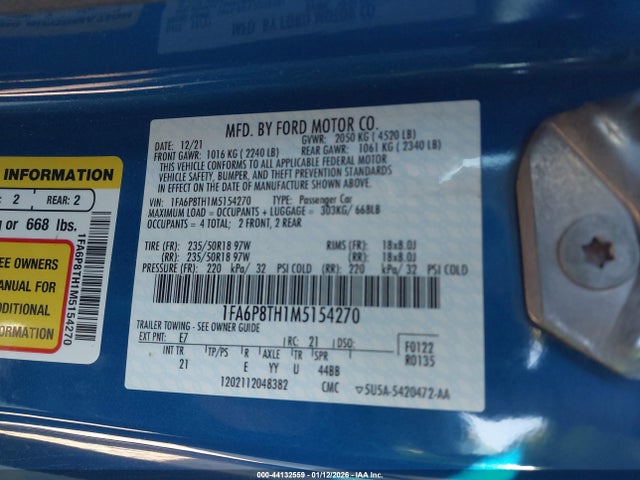 MFD. BY FORD MOTOR CO.
DATE: 12/21 GVWR: 2050 KG ( 4520 LB)
FRONT GAWR: 1016 KG ( 2240 LB) REAR GAWR: 1061 KG ( 2340 LB)
THIS VEHICLE CONFORMS TO ALL APPLICABLE FEDERAL MOTOR
VEHICLE SAFETY, BUMPER, AND THEFT PREVENTION STANDARDS
IN EFFECT ON THE DATE OF MANUFACTURE SHOWN ABOVE.
VIN: 1FA6P8TH1M5154270 TYPE: Passenger Car
MAXIMUM LOAD = OCCUPANTS + LUGGAGE = 303KG/ 668LB
OCCUPANTS = 4 TOTAL; 2 FRONT, 2 REAR
TIRE (FR): 235/50R18 97W RIMS (FR): 18x8.0J
(RR): 235/50R18 97W (RR): 18x8.0J
PRESSURE (FR): 220 kPa/ 32 PSI COLD (RR): 220 kPa/ 32 PSI COLD
1FA6P8TH1M5154270
TRAILER TOWING - SEE OWNER GUIDE
EXT PNT: E7 RC: 21 DSO: F0122
R0135
INT TR TP/PS R AXLE TR SPR
21 E YY U 44BB
1202112048382 CMC 5U5A-5420472-AA
INFORMATION
: 2 REAR: 2
g or 668 lbs.
SEE OWNERS
MANUAL FOR
ADDITIONAL
INFORMATION
1FA6P8TH1M5154270
000-44132559 - 01/12/2026 - IAA Inc.